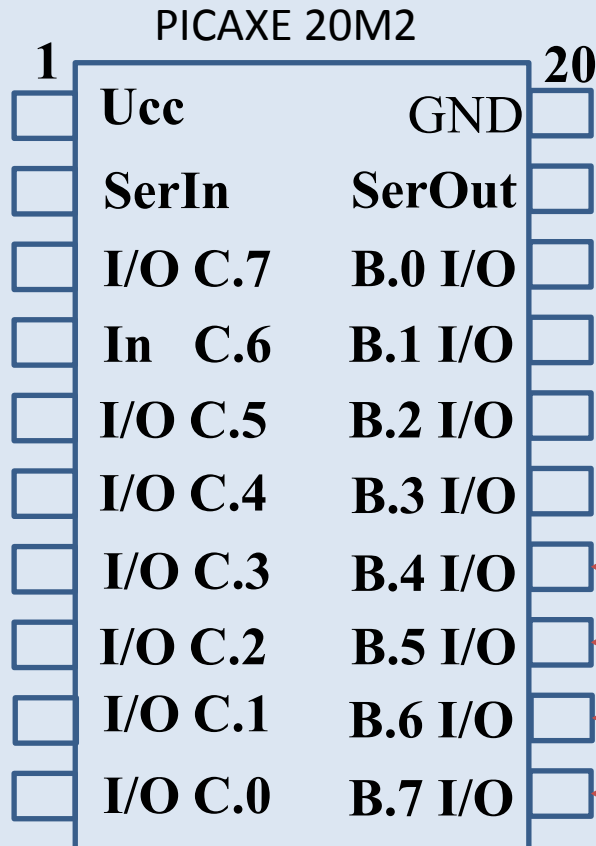 PICAXE 20M2
1 20
Ucc GND
SerIn SerOut
I/O C.7 B.0 I/O
In C.6 B.1 I/O
I/O C.5 B.2 I/O
I/O C.4 B.3 I/O
I/O C.3 B.4 I/O
I/O C.2 B.5 I/O
I/O C.1 B.6 I/O
I/O C.0 B.7 I/O